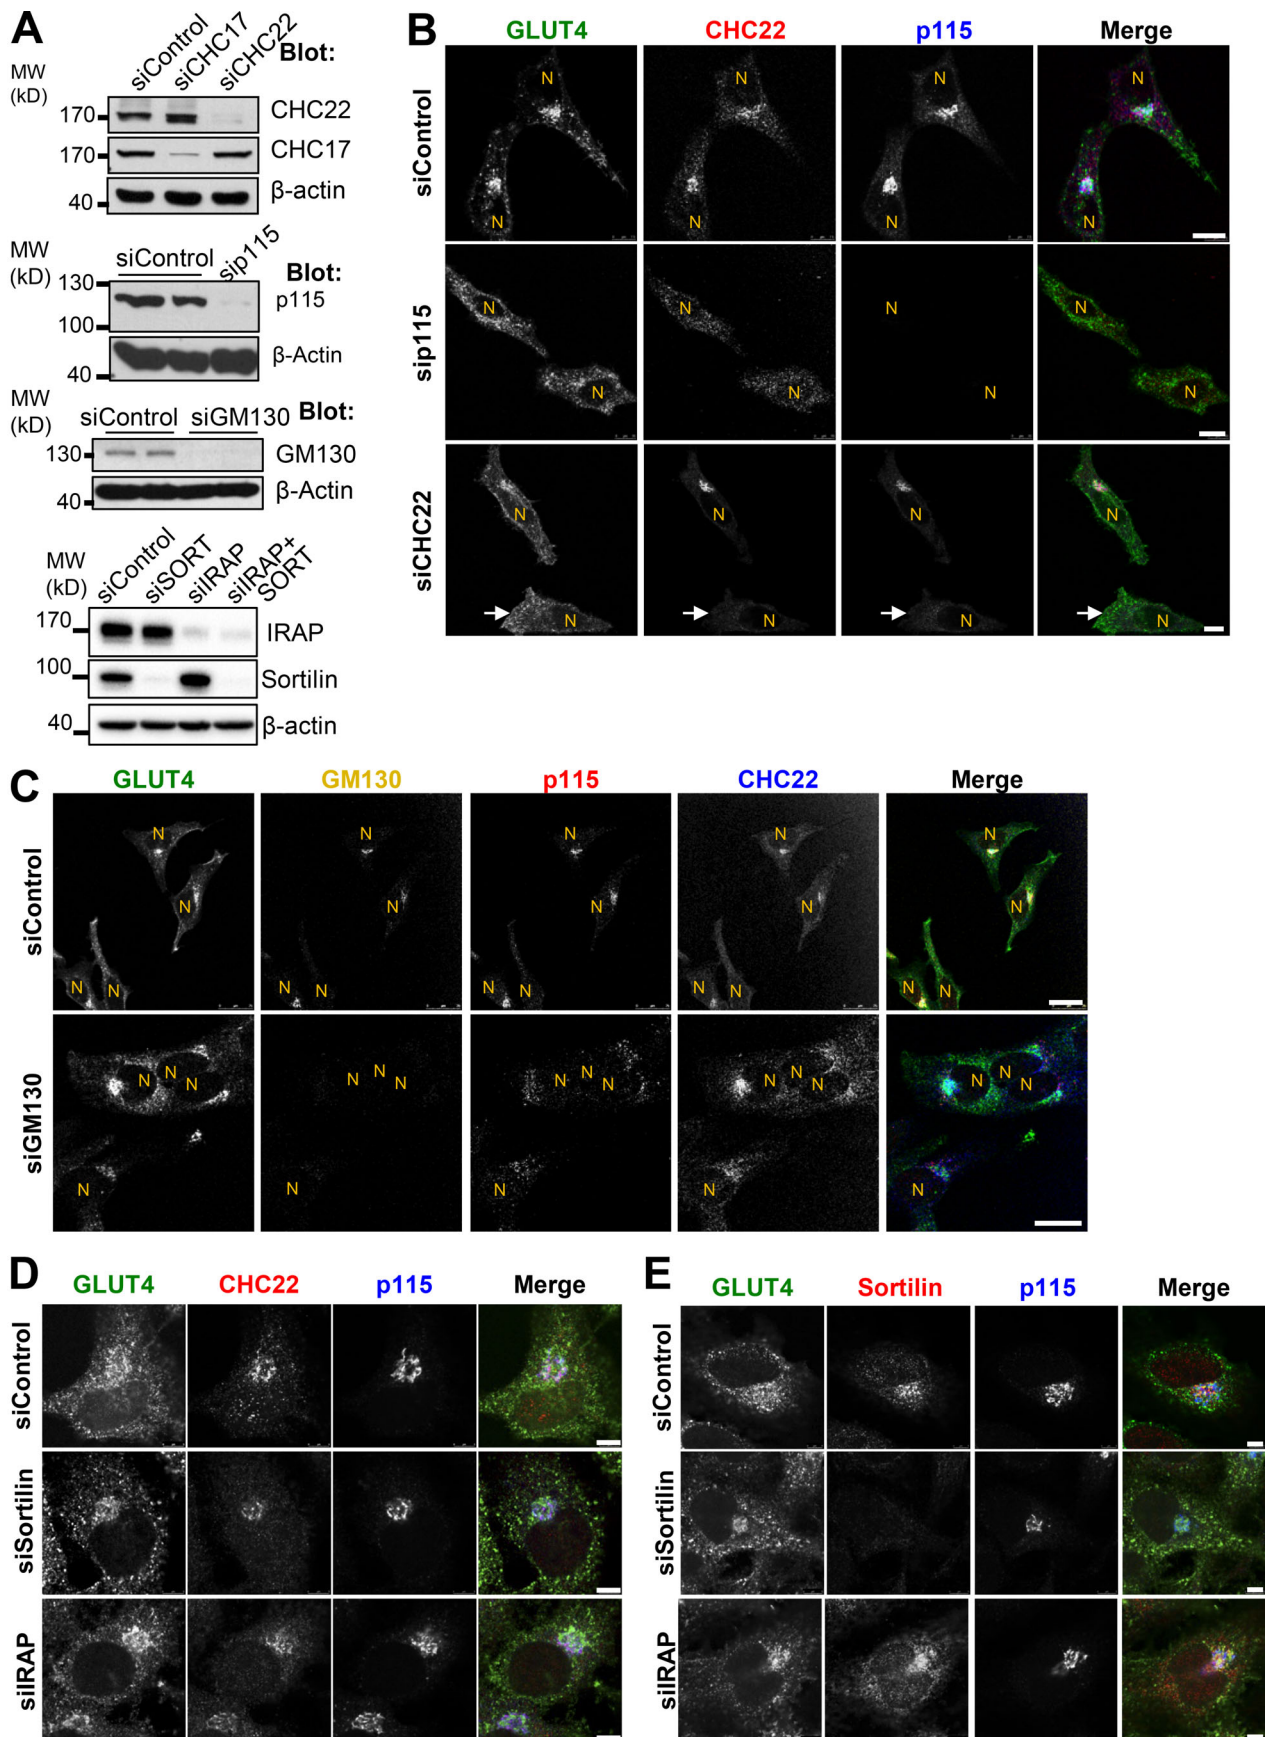 A
siControl
siCHC17
siCHC22
Blot:
MW
(kD)
170
CHC22
170
CHC17
40
β-actin
MW
(kD)
siControl
sip115
Blot:
130
p115
100
β-Actin
40
MW
(kD)
siControl
siGM130
Blot:
130
GM130
β-Actin
40
MW
(kD)
siControl
siSORT
siIRAP
siIRAP+
SORT
170
IRAP
100
Sortilin
40
β-actin
B
GLUT4 CHC22 p115 Merge
siControl
N N N N
N N N N
sip115
N N N N
N N N N
siCHC22
N N N N
N N N N
C
GLUT4 GM130 p115 CHC22 Merge
siControl
N N N N N
N N N N N
N N N N N N N N N N
siGM130
N N N N N N N N N N N N N N N
N N N N N
D
GLUT4 CHC22 p115 Merge
siControl
siSortilin
siIRAP
E
GLUT4 Sortilin p115 Merge
siControl
siSortilin
siIRAP